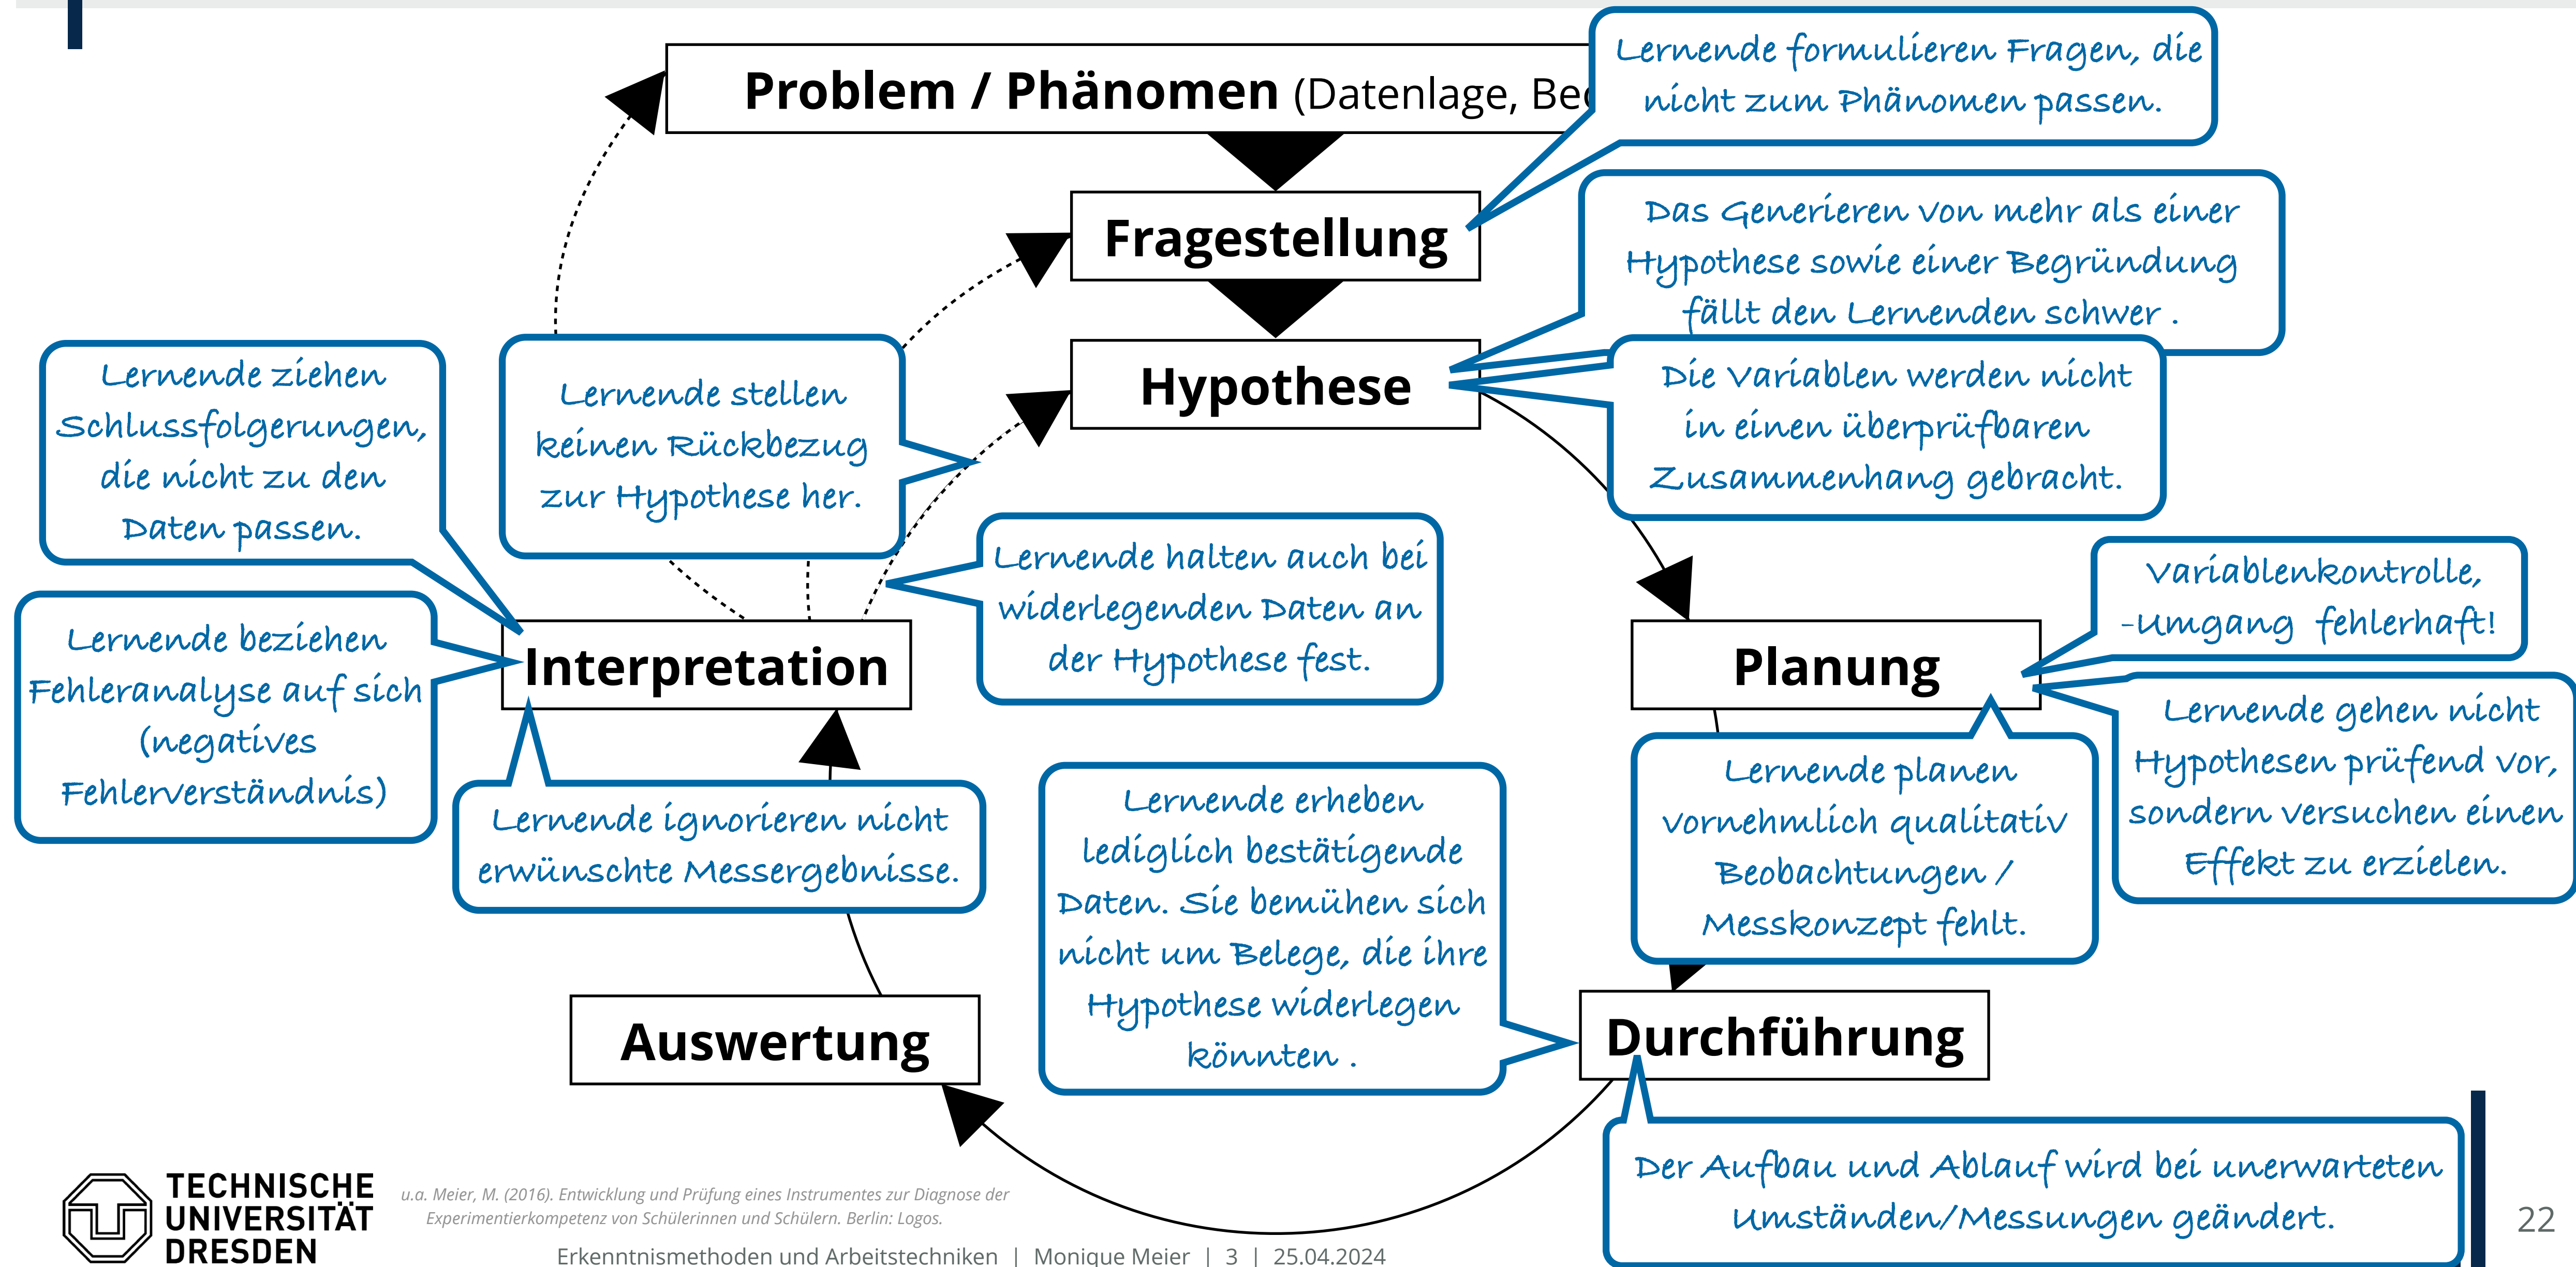 Problem / Phänomen (Datenlage,
Lernende formulieren Fragen, die
nicht zum Phänomen passen.
Fragestellung
Das Generieren von mehr als einer
Hypothese sowie einer Begründung
fällt den Lernenden schwer .
Hypothese
Die Variablen werden nicht
in einen überprüfbaren
Zusammenhang gebracht.
Lernende ziehen
Schlussfolgerungen,
die nicht zu den
Daten passen.
Lernende stellen
keinen Rückbezug
zur Hypothese her.
Lernende halten auch bei
widerlegenden Daten an
der Hypothese fest.
Variablenkontrolle,
-Umgang fehlerhaft!
Lernende beziehen
Fehleranalyse auf sich
(negatives
Fehlerverständnis)
Interpretation
Planung
Lernende gehen nicht
Hypothesen prüfend vor,
sondern versuchen einen
Effekt zu erzielen.
Lernende ignorieren nicht
erwünschte Messergebnisse.
Lernende erheben
lediglich bestätigende
Daten. Sie bemühen sich
nicht um Belege, die ihre
Hypothese widerlegen
könnten .
Lernende planen
vornehmlich qualitativ
Beobachtungen /
Messkonzept fehlt.
Auswertung
Durchführung
Der Aufbau und Ablauf wird bei unerwarteten
Umständen/Messungen geändert.
TECHNISCHE
UNIVERSITÄT
DRESDEN
u.a. Meier, M. (2016). Entwicklung und Prüfung eines Instrumentes zur Diagnose der
Experimentierkompetenz von Schülerinnen und Schülern. Berlin: Logos.
Erkenntnismethoden und Arbeitstechniken | Monique Meier | 3 | 25.04.2024
22